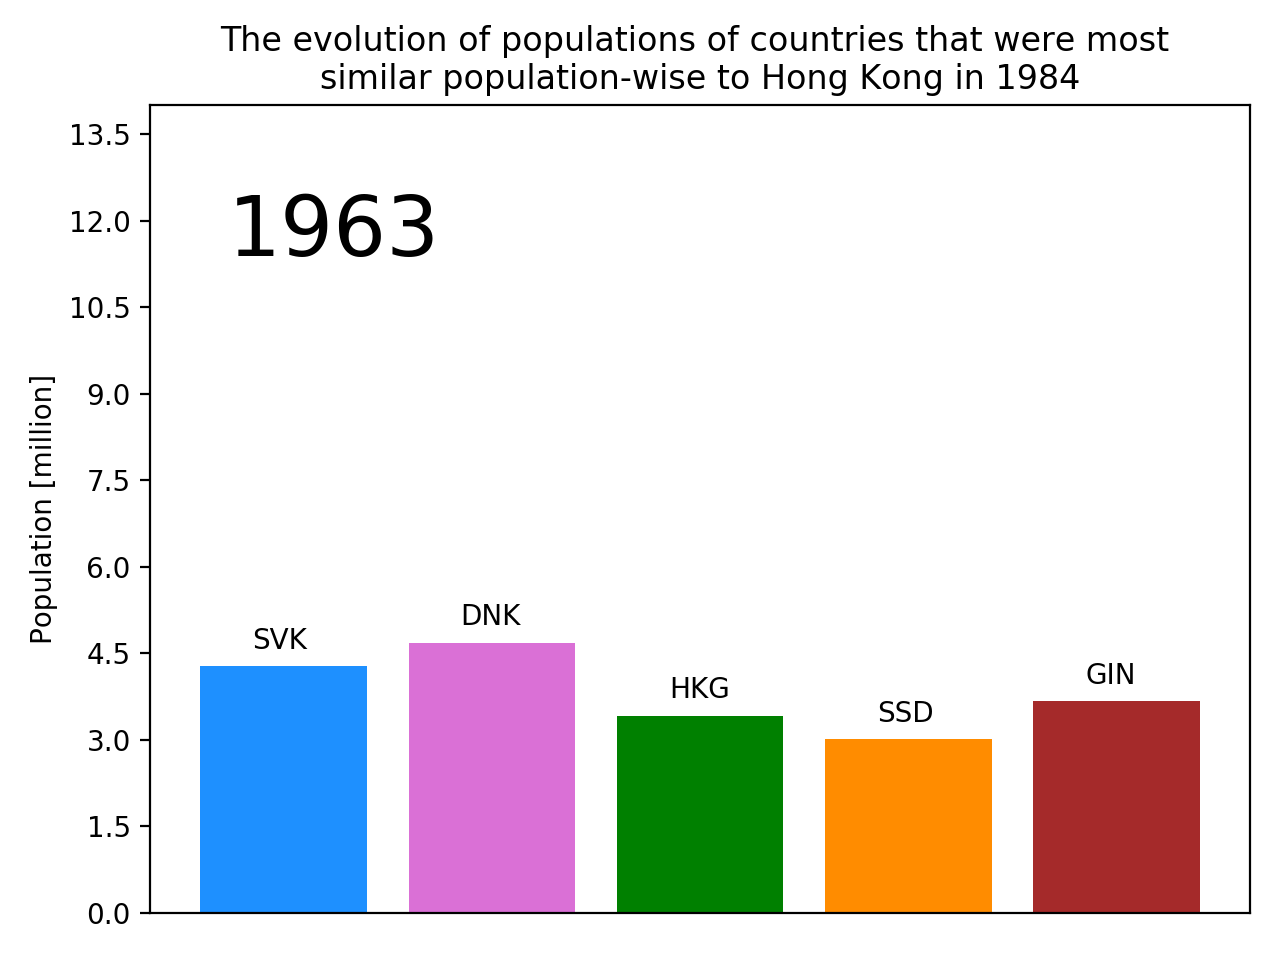 The evolution of populations of countries that were most
similar population-wise to Hong Kong in 1984
13.5
12.0
10.5
9.0
7.5
6.0
4.5
3.0
1.5
0.0
Population [million]
1963
SVK
DNK
HKG
SSD
GIN